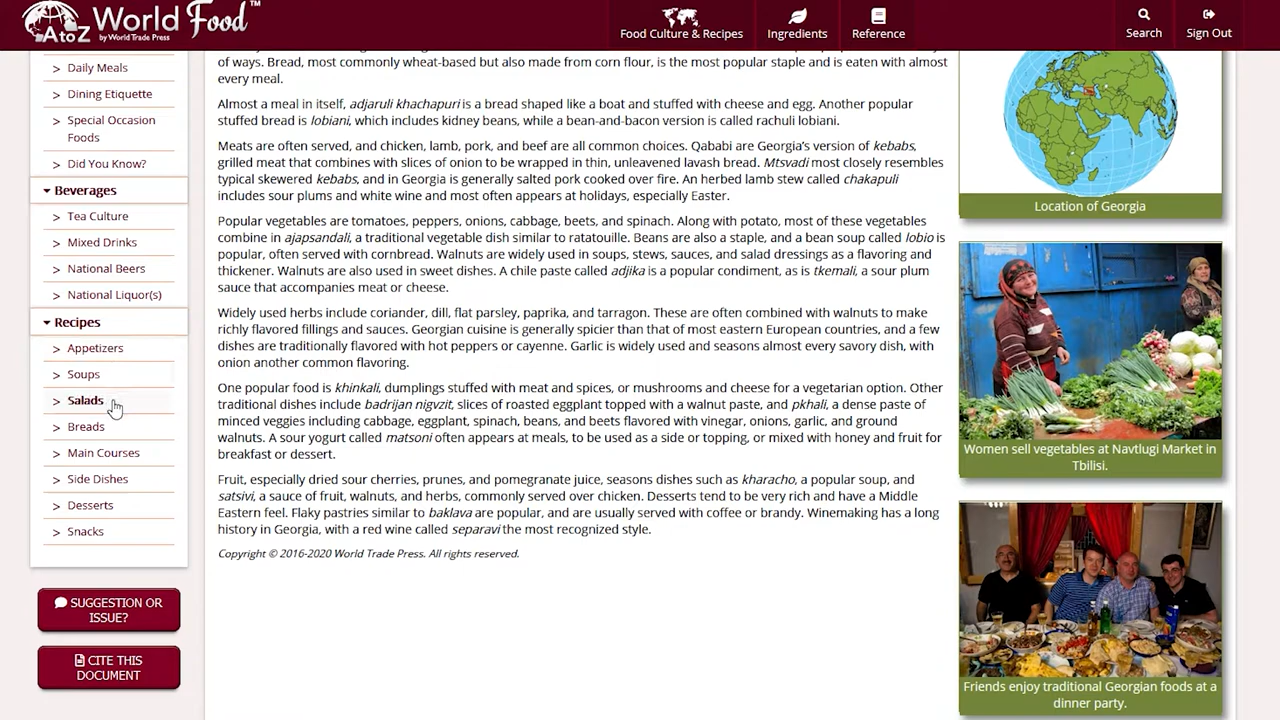 AtoZ World Food™
by World Trade Press
Food Culture & Recipes
Ingredients
Reference
Search
Sign Out
> Daily Meals
> Dining Etiquette
> Special Occasion
Foods
> Did You Know?
Beverages
> Tea Culture
> Mixed Drinks
> National Beers
> National Liquor(s)
Recipes
> Appetizers
> Soups
> Salads
> Breads
> Main Courses
> Side Dishes
> Desserts
> Snacks
SUGGESTION OR
ISSUE?
CITE THIS
DOCUMENT
of ways. Bread, most commonly wheat-based but also made from corn flour, is the most popular staple and is eaten with almost
every meal.
Almost a meal in itself, adjaruli khachapuri is a bread shaped like a boat and stuffed with cheese and egg. Another popular
stuffed bread is lobiani, which includes kidney beans, while a bean-and-bacon version is called rachuli lobiani.
Meats are often served, and chicken, lamb, pork, and beef are all common choices. Qababi are Georgia's version of kebabs,
grilled meat that combines with slices of onion to be wrapped in thin, unleavened lavash bread. Mtsvadi most closely resembles
typical skewered kebabs, and in Georgia is generally salted pork cooked over fire. An herbed lamb stew called chakapuli
includes sour plums and white wine and most often appears at holidays, especially Easter.
Popular vegetables are tomatoes, peppers, onions, cabbage, beets, and spinach. Along with potato, most of these vegetables
combine in ajapsandali, a traditional vegetable dish similar to ratatouille. Beans are also a staple, and a bean soup called lobio is
popular, often served with cornbread. Walnuts are widely used in soups, stews, sauces, and salad dressings as a flavoring and
thickener. Walnuts are also used in sweet dishes. A chile paste called adjika is a popular condiment, as is tkemali, a sour plum
sauce that accompanies meat or cheese.
Widely used herbs include coriander, dill, flat parsley, paprika, and tarragon. These are often combined with walnuts to make
richly flavored fillings and sauces. Georgian cuisine is generally spicier than that of most eastern European countries, and a few
dishes are traditionally flavored with hot peppers or cayenne. Garlic is widely used and seasons almost every savory dish, with
onion another common flavoring.
One popular food is khinkali, dumplings stuffed with meat and spices, or mushrooms and cheese for a vegetarian option. Other
traditional dishes include badrijan nigvzit, slices of roasted eggplant topped with a walnut paste, and pkhali, a dense paste of
minced veggies including cabbage, eggplant, spinach, beans, and beets flavored with vinegar, onions, garlic, and ground
walnuts. A sour yogurt called matsoni often appears at meals, to be used as a side or topping, or mixed with honey and fruit for
breakfast or dessert.
Fruit, especially dried sour cherries, prunes, and pomegranate juice, seasons dishes such as kharacho, a popular soup, and
satsivi, a sauce of fruit, walnuts, and herbs, commonly served over chicken. Desserts tend to be very rich and have a Middle
Eastern feel. Flaky pastries similar to baklava are popular, and are usually served with coffee or brandy. Winemaking has a long
history in Georgia, with a red wine called separavi the most recognized style.
Copyright © 2016-2020 World Trade Press. All rights reserved.
Location of Georgia
Women sell vegetables at Navtlugi Market in
Tbilisi.
Friends enjoy traditional Georgian foods at a
dinner party.